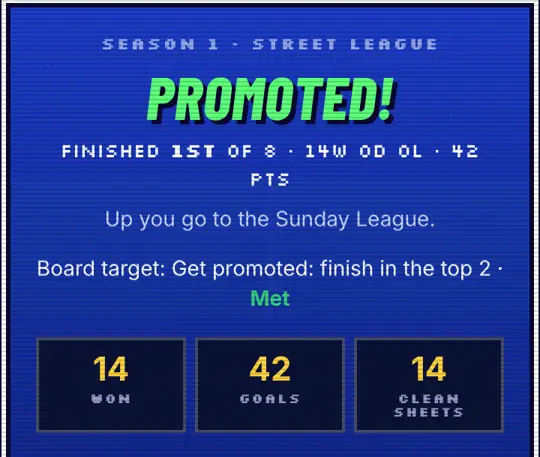 SEASON 1 · STREET LEAGUE
PROMOTED!
FINISHED 1ST OF 8 · 14W 0D 0L · 42
PTS
Up you go to the Sunday League.
Board target: Get promoted: finish in the top 2 ·
Met
14
WON
42
GOALS
14
CLEAN
SHEETS